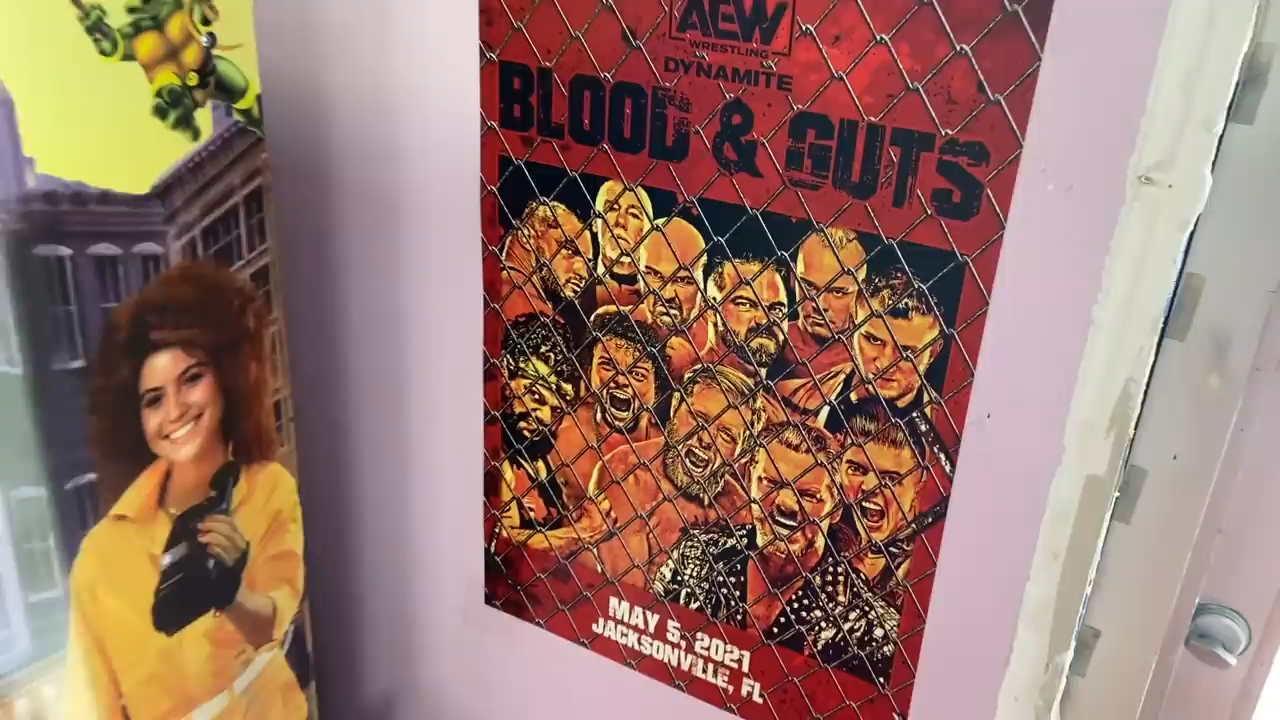 AEW
WRESTLING
DYNAMITE
BLOOD & GUTS
MAY 5, 2021
JACKSONVILLE, FL